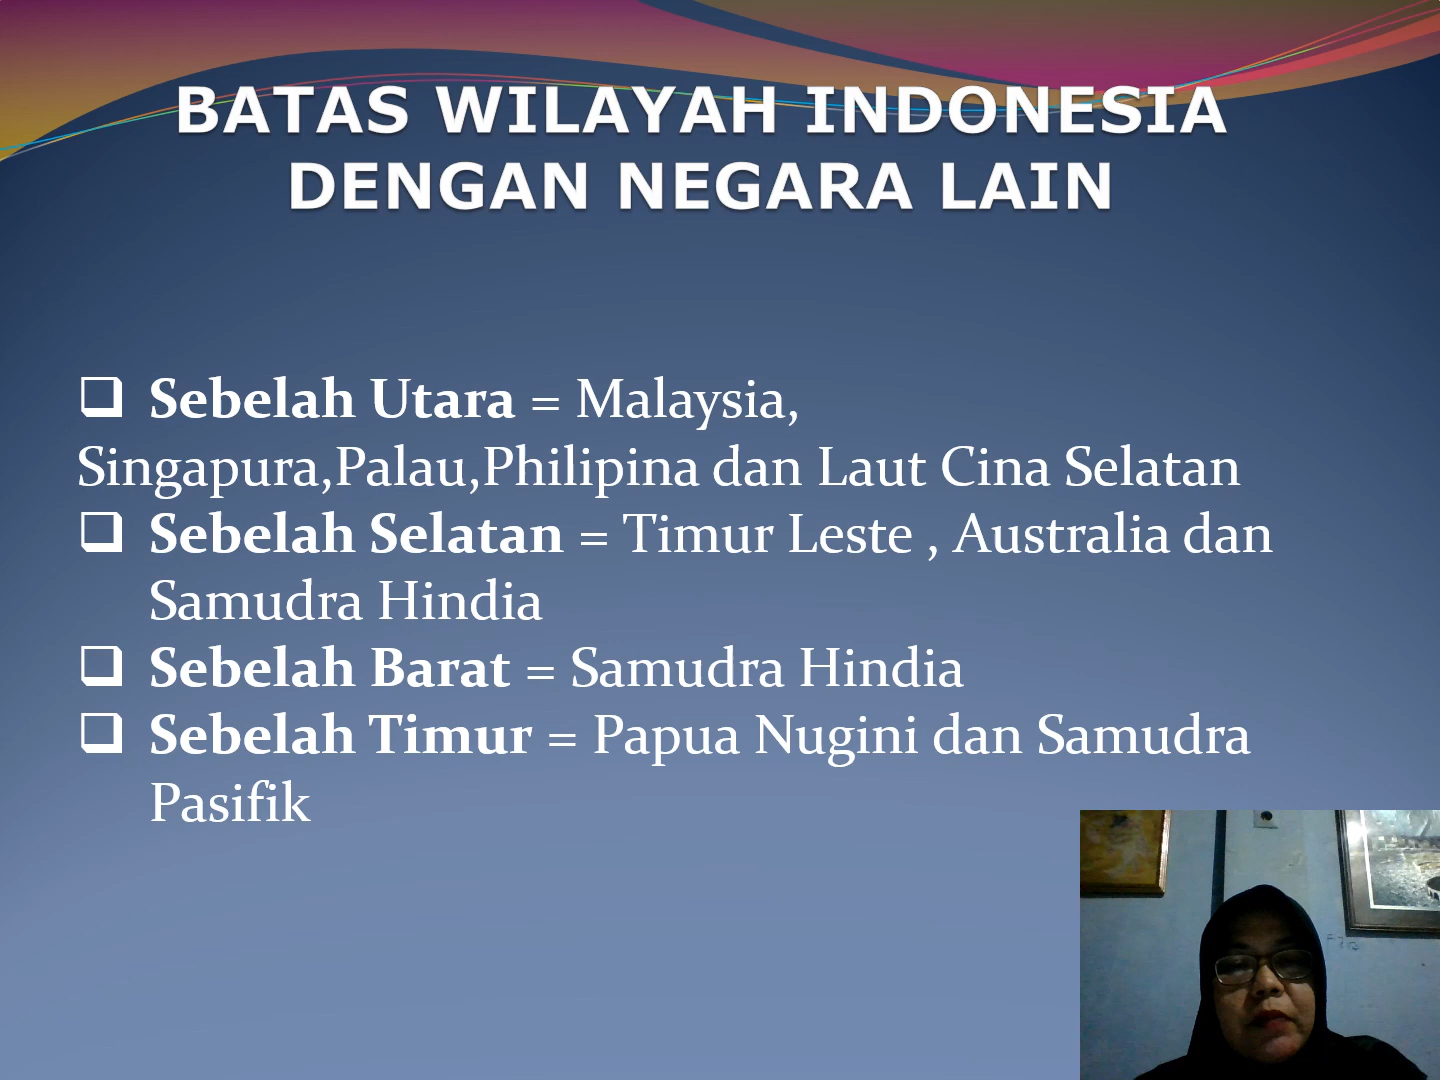 BATAS WILAYAH INDONESIA
DENGAN NEGARA LAIN
Sebelah Utara = Malaysia,
Singapura,Palau,Philipina dan Laut Cina Selatan
Sebelah Selatan = Timur Leste , Australia dan
Samudra Hindia
Sebelah Barat = Samudra Hindia
Sebelah Timur = Papua Nugini dan Samudra
Pasifik